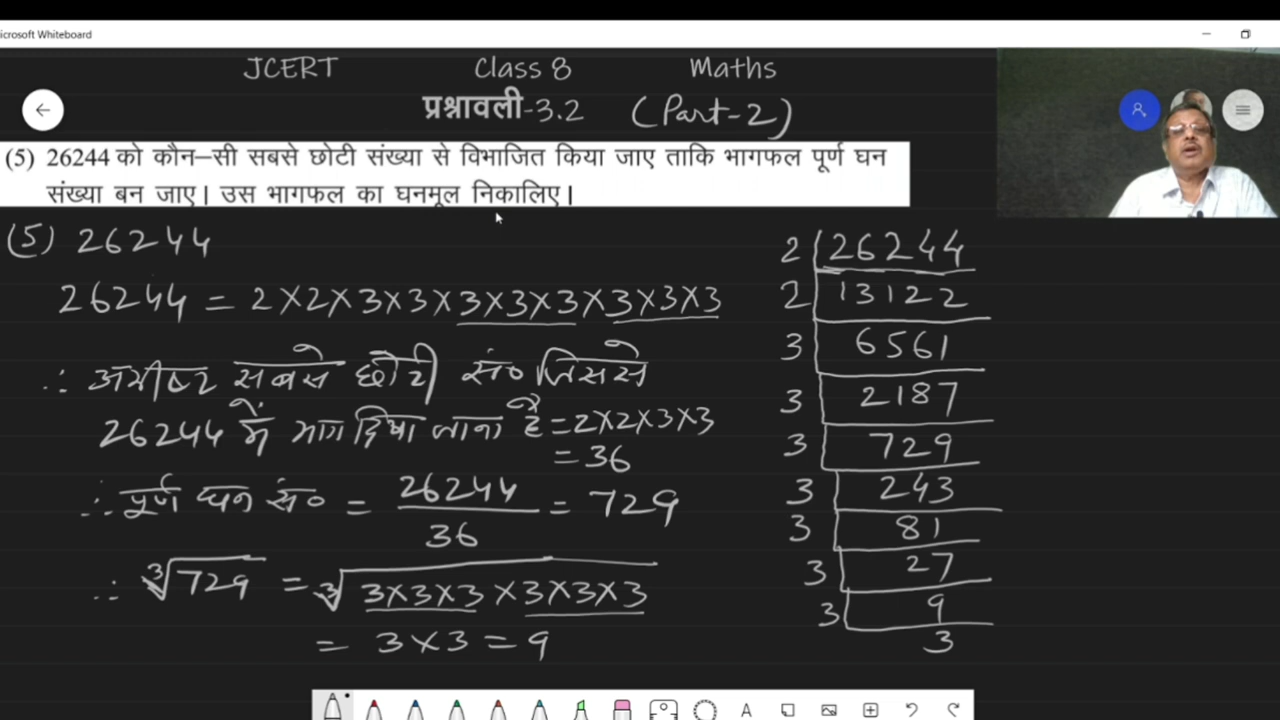 icrosoft Whiteboard
JCERT Class 8 Maths
प्रश्नावली-3.2 (Part-2)
(5) 26244 को कौन–सी सबसे छोटी संख्या से विभाजित किया जाए ताकि भागफल पूर्ण घन
संख्या बन जाए। उस भागफल का घनमूल निकालिए।
(5) 26244
26244 = 2×2×3×3×3×3×3×3×3×3
∴ अभीष्ट सबसे छोटी सं० जिससे
26244 में भाग दिया जाना है = 2×2×3×3
= 36
∴ पूर्ण घन सं० = 26244/36 = 729
∴ ∛729 = ∛3×3×3×3×3×3
= 3×3 = 9
2 26244
2 13122
3 6561
3 2187
3 729
3 243
3 81
3 27
3 9
3
A